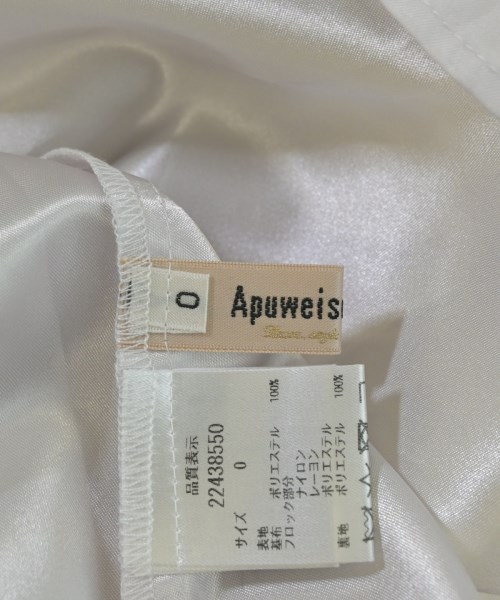 0
Apuweis
品質表示
22438550
サイズ 0
表地 ポリエステル 100%
基布 ナイロン
フロック部分 レーヨン
ポリエステル
裏地 ポリエステル 100%